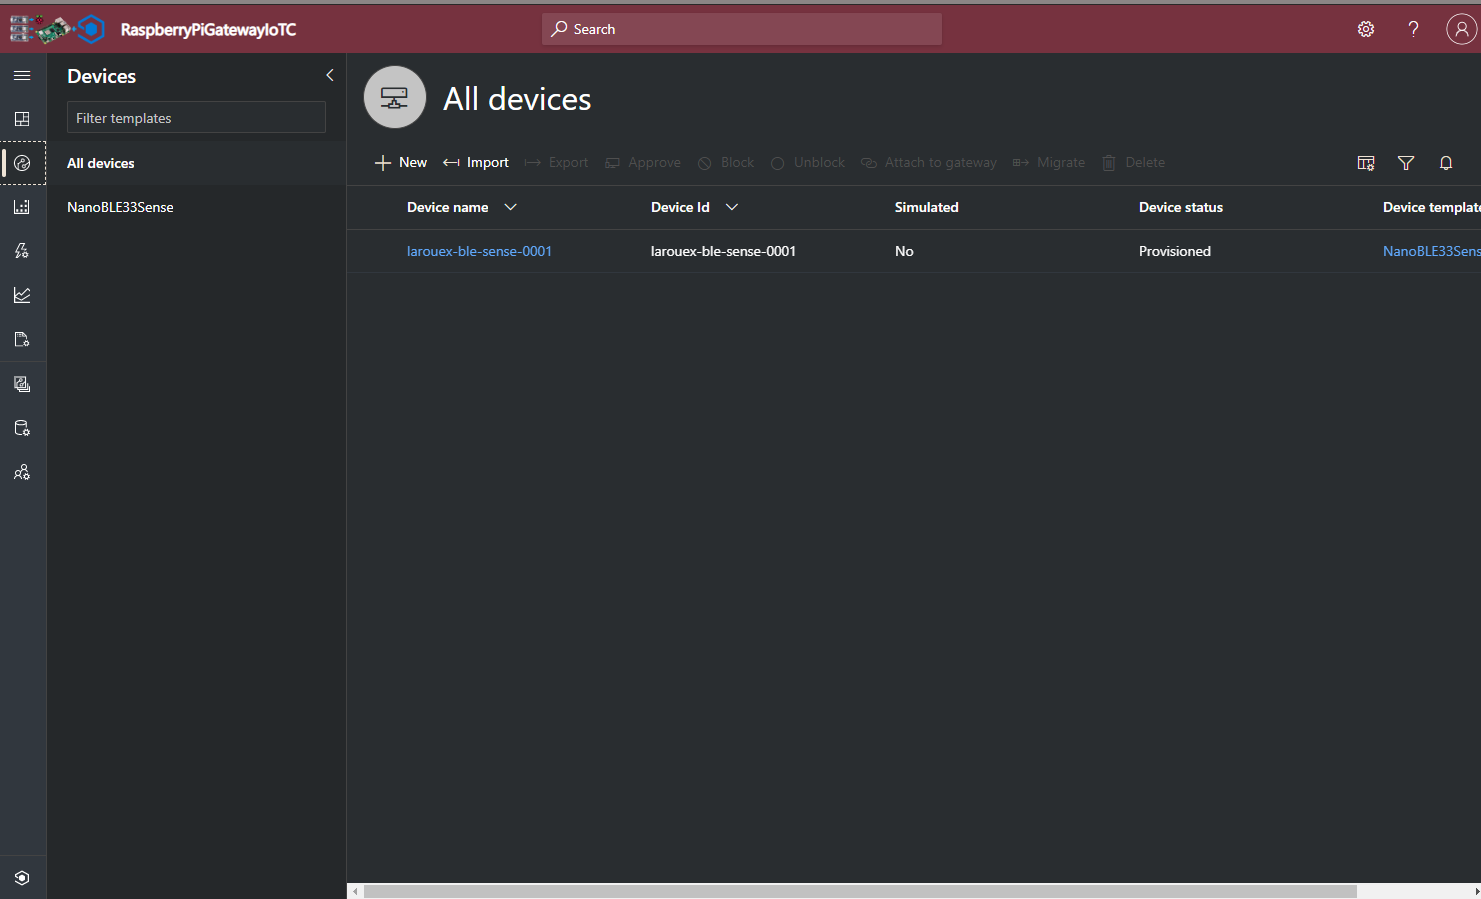 RaspberryPiGatewayIoTC
Search
?
Devices
Filter templates
All devices
NanoBLE33Sense
All devices
New Import Export Approve Block Unblock Attach to gateway Migrate Delete
Device name Device Id Simulated Device status Device template
larouex-ble-sense-0001 larouex-ble-sense-0001 No Provisioned NanoBLE33Sens